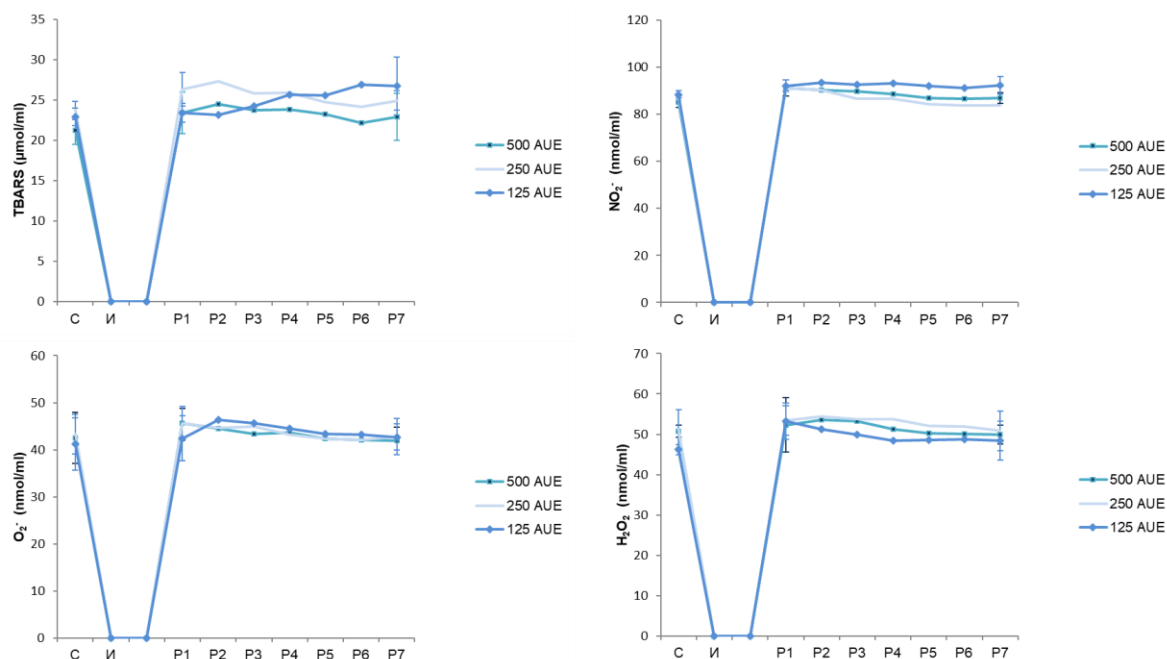 TBARS (µmol/ml)
35
30
25
20
15
10
5
0
С И P1 P2 P3 P4 P5 P6 P7
500 AUE
250 AUE
125 AUE
NO₂⁻ (nmol/ml)
120
100
80
60
40
20
0
С И P1 P2 P3 P4 P5 P6 P7
500 AUE
250 AUE
125 AUE
O₂⁻ (nmol/ml)
60
50
40
30
20
10
0
С И P1 P2 P3 P4 P5 P6 P7
500 AUE
250 AUE
125 AUE
H₂O₂ (nmol/ml)
70
60
50
40
30
20
10
0
С И P1 P2 P3 P4 P5 P6 P7
500 AUE
250 AUE
125 AUE